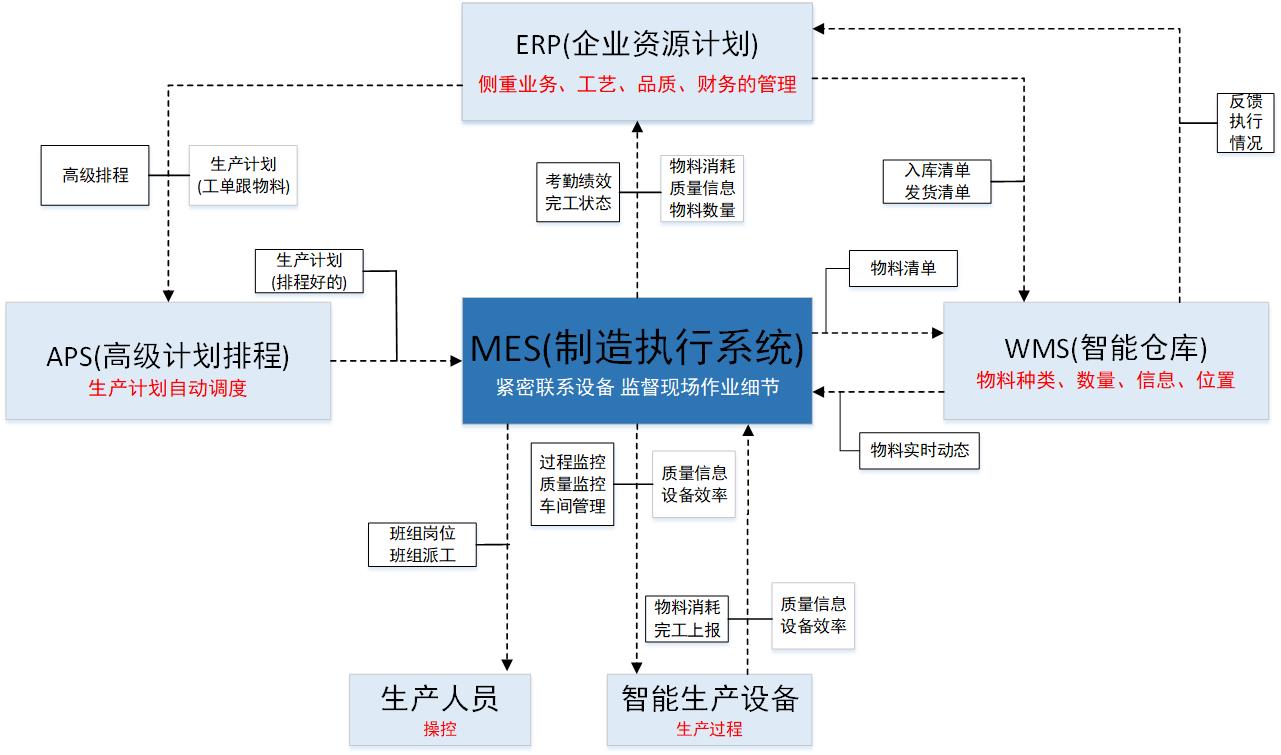 ERP(企业资源计划)
侧重业务、工艺、品质、财务的管理
反馈
执行
情况
高级排程
生产计划
(工单跟物料)
考勤绩效
完工状态
物料消耗
质量信息
物料数量
入库清单
发货清单
生产计划
(排程好的)
物料清单
APS(高级计划排程)
生产计划自动调度
MES(制造执行系统)
紧密联系设备 监督现场作业细节
WMS(智能仓库)
物料种类、数量、信息、位置
物料实时动态
过程监控
质量监控
车间管理
质量信息
设备效率
班组岗位
班组派工
物料消耗
完工上报
质量信息
设备效率
生产人员
操控
智能生产设备
生产过程